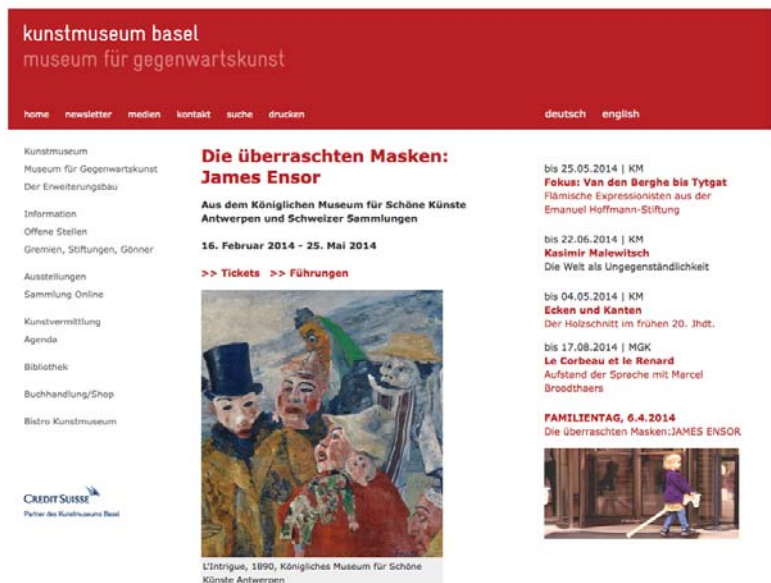 kunstmuseum basel
museum für gegenwartskunst
home newsletter medien kontakt suche drucken
deutsch english
Kunstmuseum
Museum für Gegenwartskunst
Der Erweiterungsbau
Information
Offene Stellen
Gremien, Stiftungen, Gönner
Ausstellungen
Sammlung Online
Kunstvermittlung
Agenda
Bibliothek
Buchhandlung/Shop
Bistro Kunstmuseum
CREDIT SUISSE
Partner des Kunstmuseums Basel
Die überraschten Masken:
James Ensor
Aus dem Königlichen Museum für Schöne Künste
Antwerpen und Schweizer Sammlungen
16. Februar 2014 - 25. Mai 2014
>> Tickets >> Führungen
L'Intrigue, 1890, Königliches Museum für Schöne
Künste Antwerpen
bis 25.05.2014 | KM
Fokus: Van den Berghe bis Tytgat
Flämische Expressionisten aus der
Emanuel Hoffmann-Stiftung
bis 22.06.2014 | KM
Kasimir Malewitsch
Die Welt als Ungegenständlichkeit
bis 04.05.2014 | KM
Ecken und Kanten
Der Holzschnitt im frühen 20. Jhdt.
bis 17.08.2014 | MGK
Le Corbeau et le Renard
Aufstand der Sprache mit Marcel
Broodthaers
FAMILIENTAG, 6.4.2014
Die überraschten Masken:JAMES ENSOR